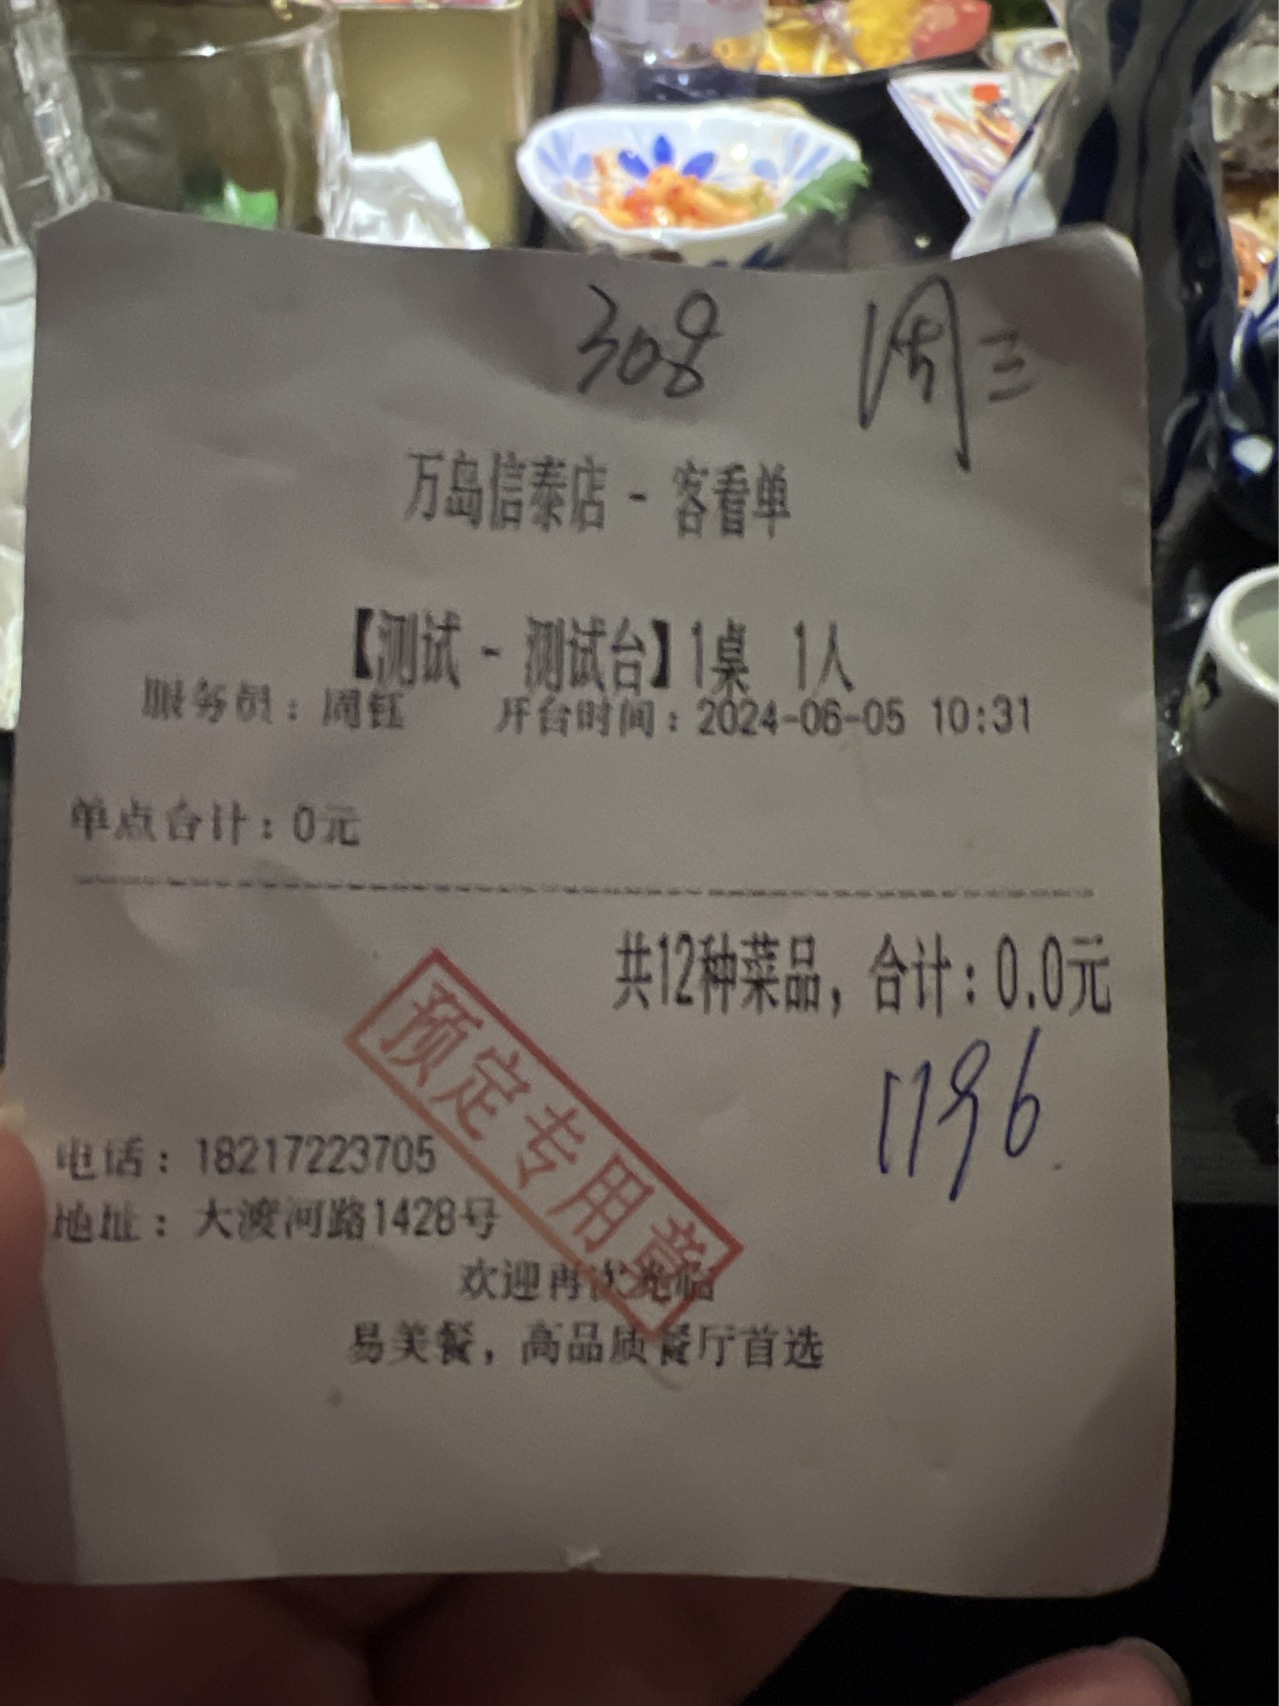 308 周三
万岛信泰店 - 客看单
【测试 - 测试台】1桌 1人
服务员：周钰 开台时间：2024-06-05 10:31
单点合计：0元
共12种菜品，合计：0.0元
1196
预定专用章
电话：18217223705
地址：大渡河路1428号
欢迎再次光临
易美餐，高品质餐厅首选